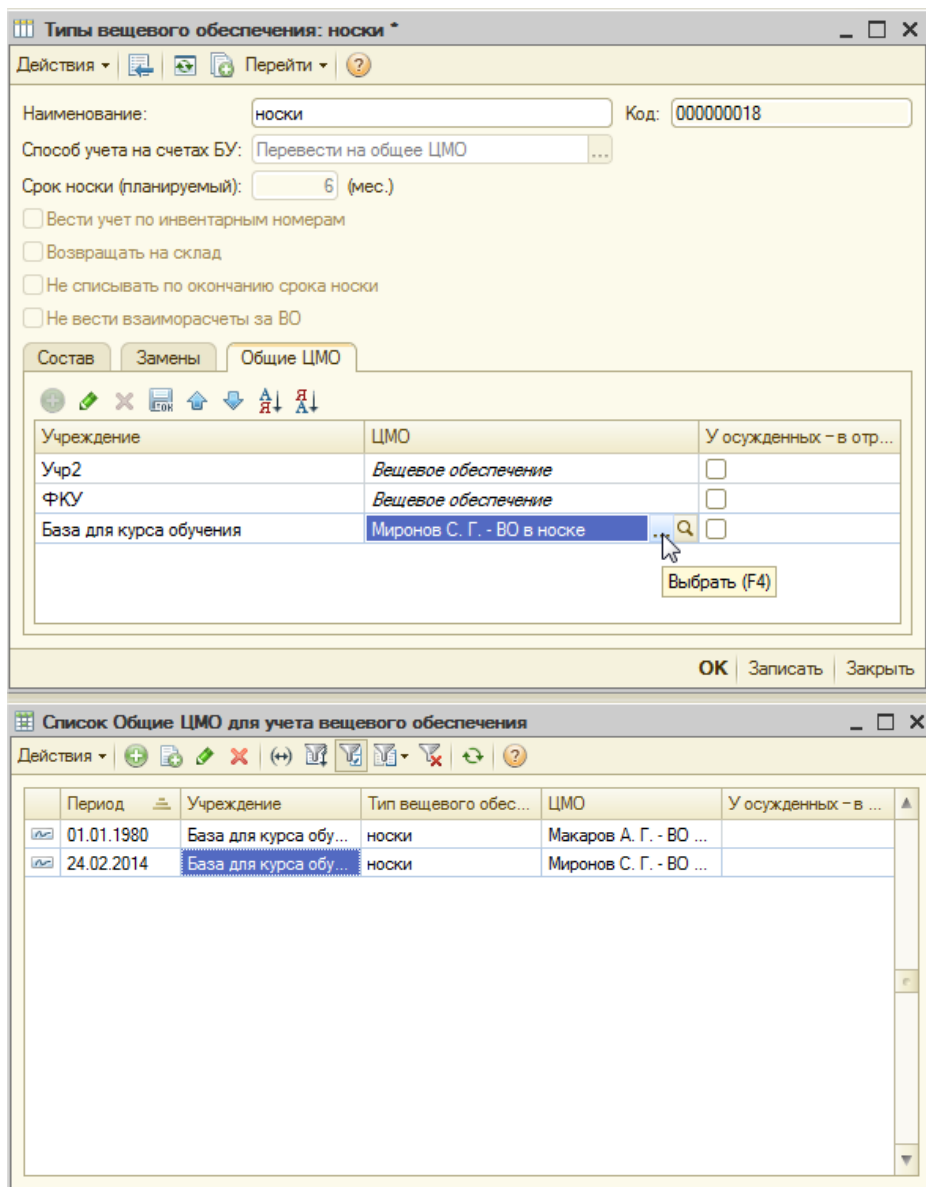 Типы вещевого обеспечения: носки *
Действия Перейти
Наименование: носки Код: 000000018
Способ учета на счетах БУ: Перевести на общее ЦМО ...
Срок носки (планируемый): 6 (мес.)
Вести учет по инвентарным номерам
Возвращать на склад
Не списывать по окончанию срока носки
Не вести взаиморасчеты за ВО
Состав Замены Общие ЦМО
Учреждение ЦМО У осужденных – в отр...
Учр2 Вещевое обеспечение
ФКУ Вещевое обеспечение
База для курса обучения Миронов С. Г. - ВО в носке ...
Выбрать (F4)
ОК Записать Закрыть
Список Общие ЦМО для учета вещевого обеспечения
Действия
Период Учреждение Тип вещевого обес... ЦМО У осужденных – в ...
01.01.1980 База для курса обу... носки Макаров А. Г. - ВО ...
24.02.2014 База для курса обу... носки Миронов С. Г. - ВО ...